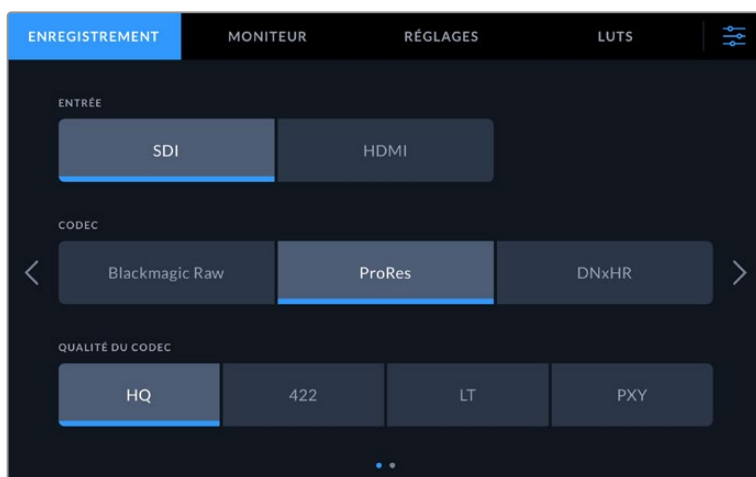 ENREGISTREMENT MONITEUR RÉGLAGES LUTS
ENTRÉE
SDI HDMI
CODEC
Blackmagic Raw ProRes DNxHR
QUALITÉ DU CODEC
HQ 422 LT PXY